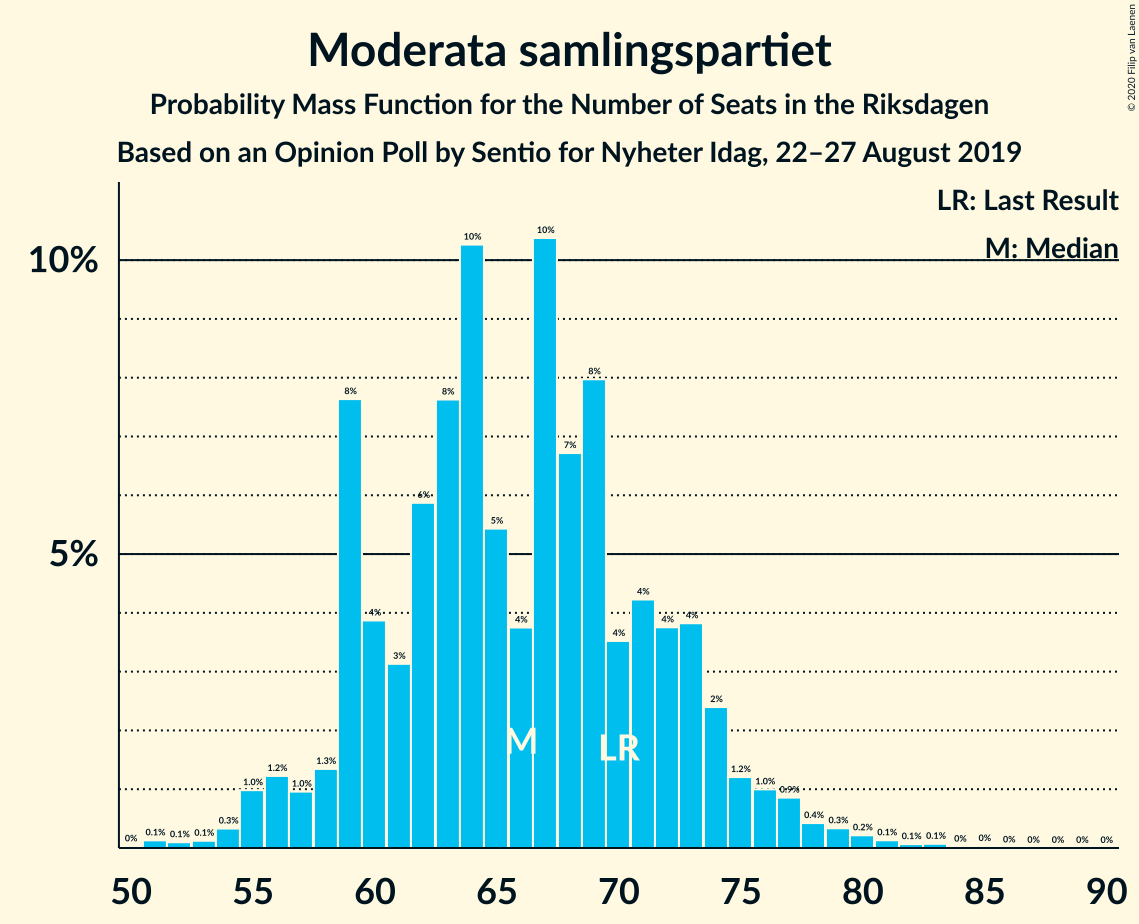 Moderata samlingspartiet
Probability Mass Function for the Number of Seats in the Riksdagen
Based on an Opinion Poll by Sentio for Nyheter Idag, 22–27 August 2019
© 2020 Filip van Laenen
LR: Last Result
M: Median
10%
5%
0% 0.1% 0.1% 0.1% 0.3% 1.0% 1.2% 1.0% 1.3% 8% 4% 3% 6% 8% 10% 5% 4% 10% 7% 8% 4% 4% 4% 4% 2% 1.2% 1.0% 0.9% 0.4% 0.3% 0.2% 0.1% 0.1% 0.1% 0% 0% 0% 0% 0% 0% 0%
M LR
50 55 60 65 70 75 80 85 90